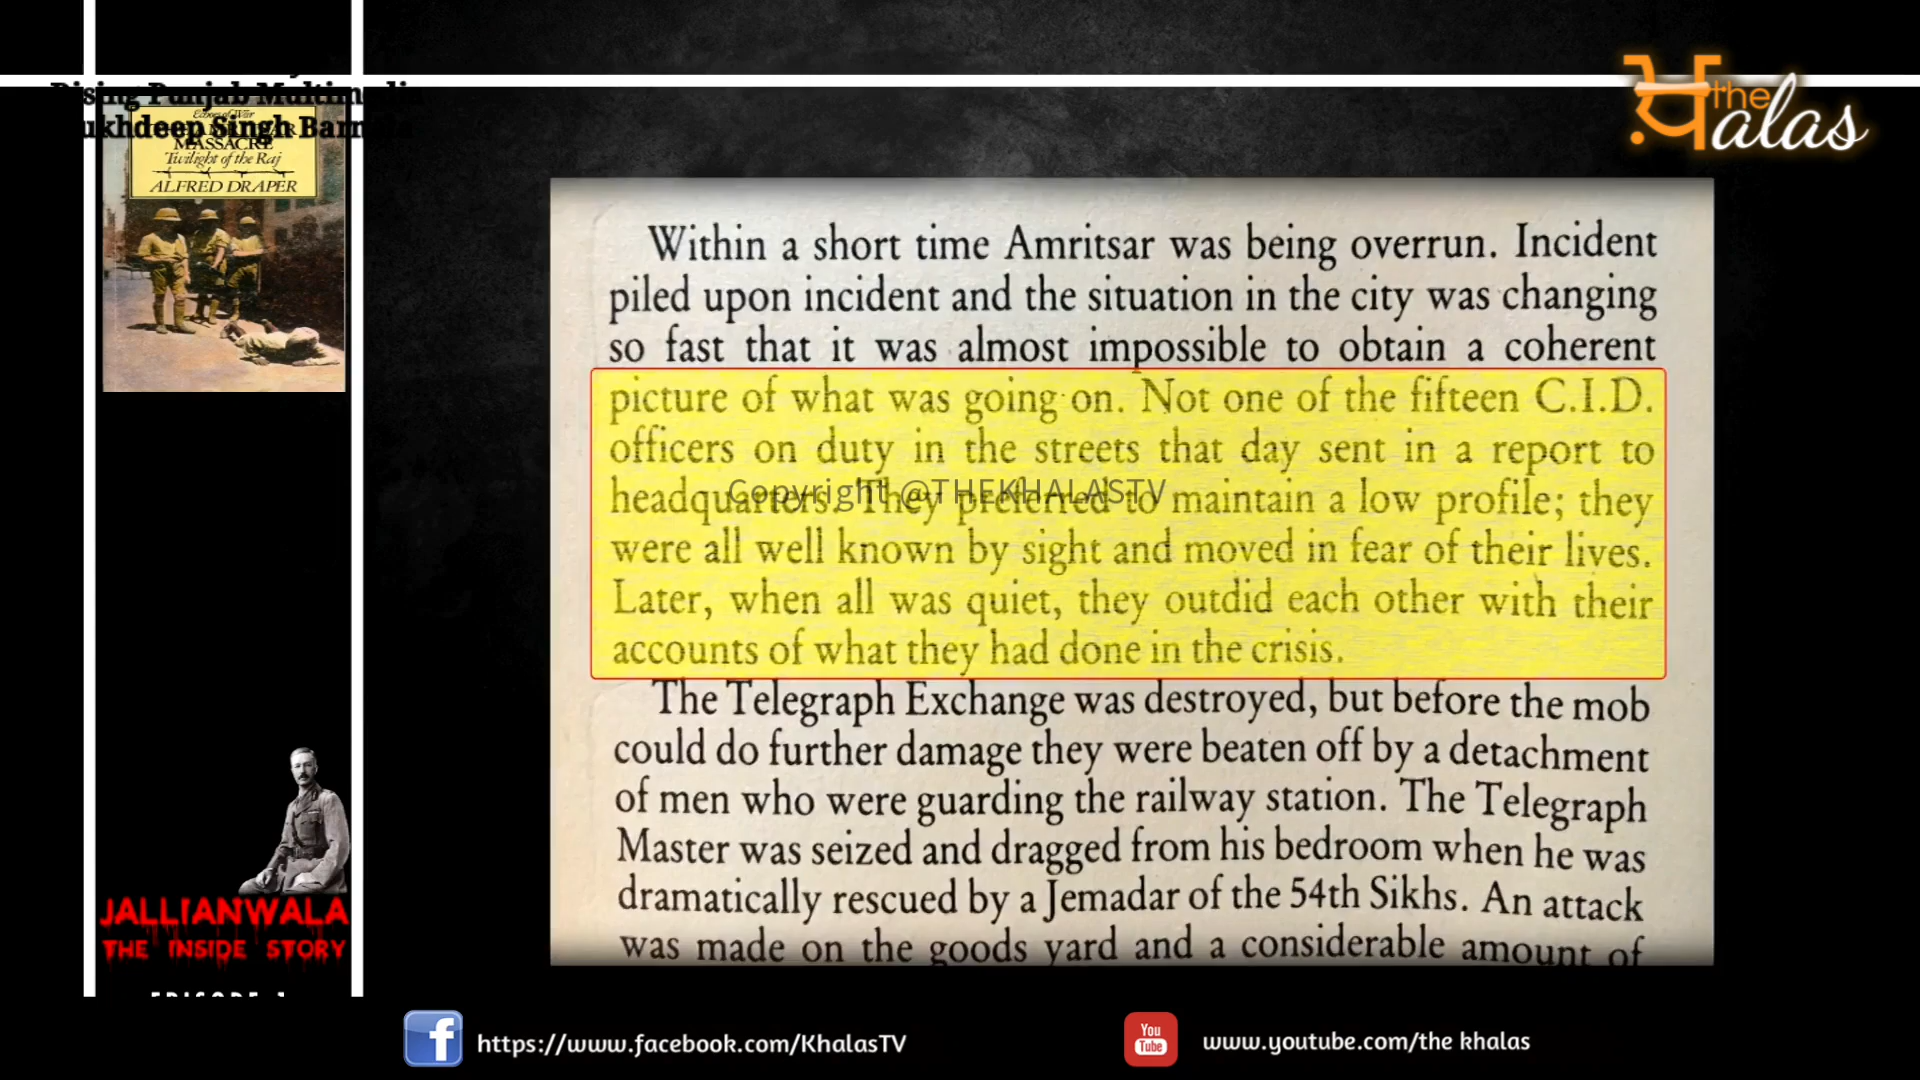 Rising Punjab Multimedia
Sukhdeep Singh Barnala
Echoes of War
MASSACRE
Twilight of the Raj
ALFRED DRAPER
the
ਖ਼alas
Within a short time Amritsar was being overrun. Incident
piled upon incident and the situation in the city was changing
so fast that it was almost impossible to obtain a coherent
picture of what was going on. Not one of the fifteen C.I.D.
officers on duty in the streets that day sent in a report to
headquarters. They preferred to maintain a low profile; they
were all well known by sight and moved in fear of their lives.
Later, when all was quiet, they outdid each other with their
accounts of what they had done in the crisis.
The Telegraph Exchange was destroyed, but before the mob
could do further damage they were beaten off by a detachment
of men who were guarding the railway station. The Telegraph
Master was seized and dragged from his bedroom when he was
dramatically rescued by a Jemadar of the 54th Sikhs. An attack
was made on the goods yard and a considerable amount of
Copyright @THEKHALASTV
JALLIANWALA
THE INSIDE STORY
https://www.facebook.com/KhalasTV
You
Tube
www.youtube.com/the khalas